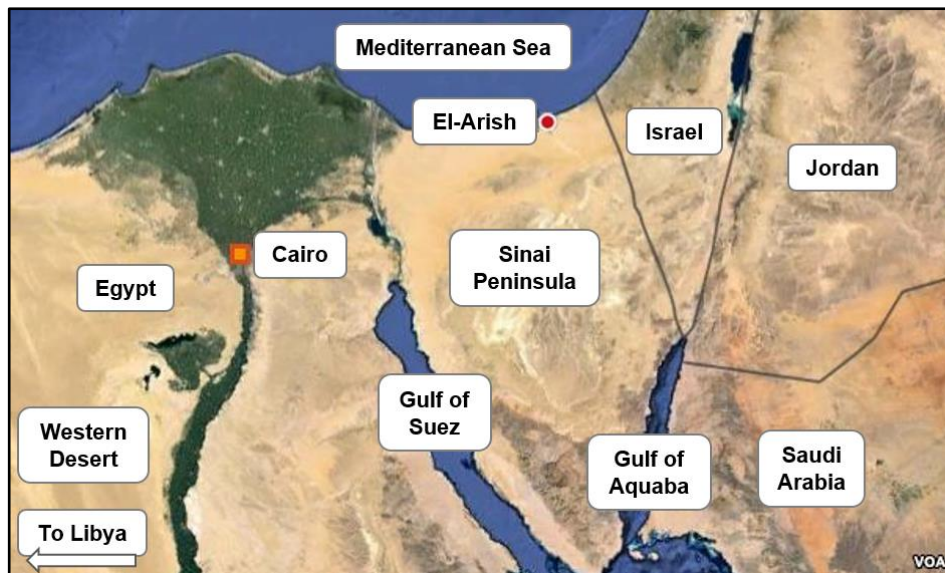 Mediterranean Sea
El-Arish
Israel
Jordan
Cairo
Sinai
Peninsula
Egypt
Gulf of
Suez
Western
Desert
Gulf of
Aquaba
Saudi
Arabia
To Libya
VOA